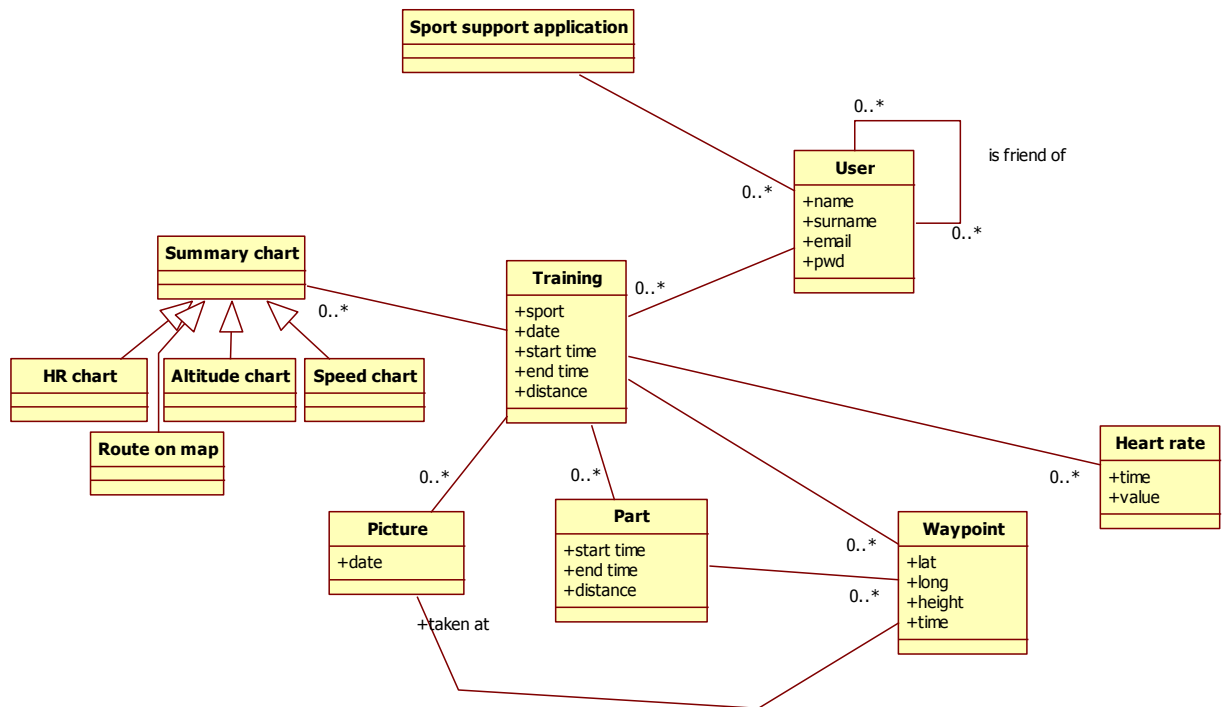 Sport support application
0..*
is friend of
User
0..*
+name
+surname
+email
+pwd
0..*
Summary chart
Training
0..*
0..*
+sport
+date
+start time
+end time
+distance
HR chart
Altitude chart
Speed chart
Route on map
Heart rate
+time
+value
0..*
0..*
0..*
Picture
+date
Part
+start time
+end time
+distance
Waypoint
+lat
+long
+height
+time
0..*
0..*
+taken at